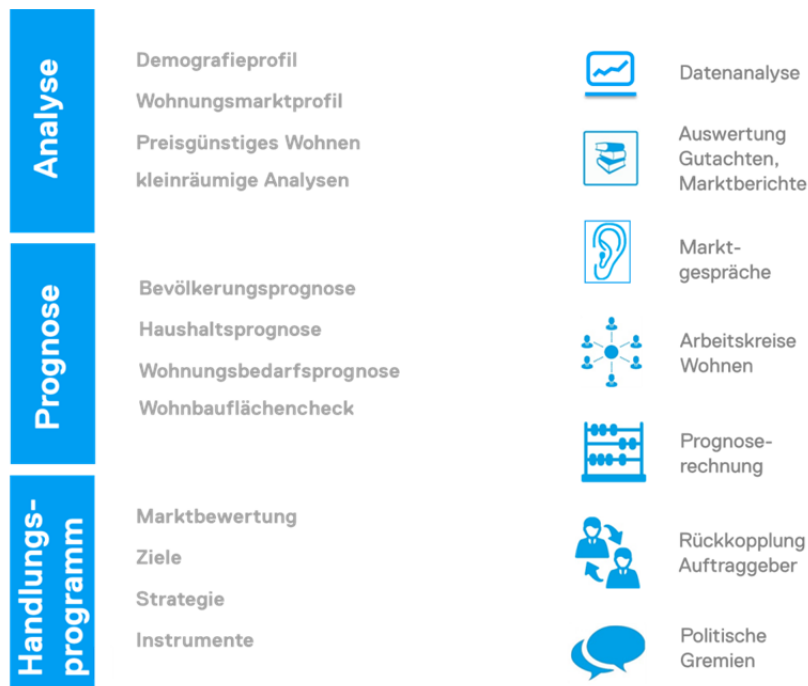 Analyse
Demografieprofil
Wohnungsmarktprofil
Preisgünstiges Wohnen
kleinräumige Analysen
Prognose
Bevölkerungsprognose
Haushaltsprognose
Wohnungsbedarfsprognose
Wohnbauflächencheck
Handlungs-
programm
Marktbewertung
Ziele
Strategie
Instrumente
Datenanalyse
Auswertung
Gutachten,
Marktberichte
Markt-
gespräche
Arbeitskreise
Wohnen
Prognose-
rechnung
Rückkopplung
Auftraggeber
Politische
Gremien